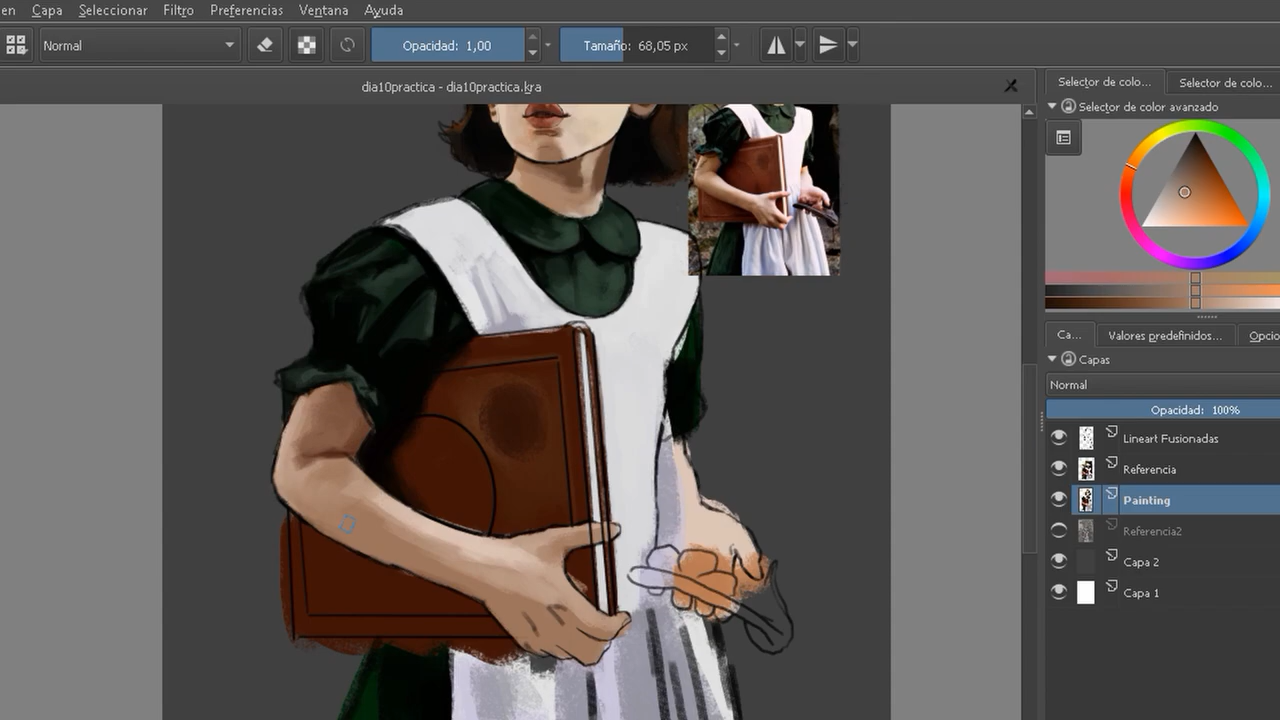 en Capa Seleccionar Filtro Preferencias Ventana Ayuda
Normal Opacidad: 1,00 Tamaño: 68,05 px
dia10practica - dia10practica.kra
Selector de colo... Selector de colo...
Selector de color avanzado
Ca... Valores predefinidos... Opcio
Capas
Normal
Opacidad: 100%
Lineart Fusionadas
Referencia
Painting
Referencia2
Capa 2
Capa 1